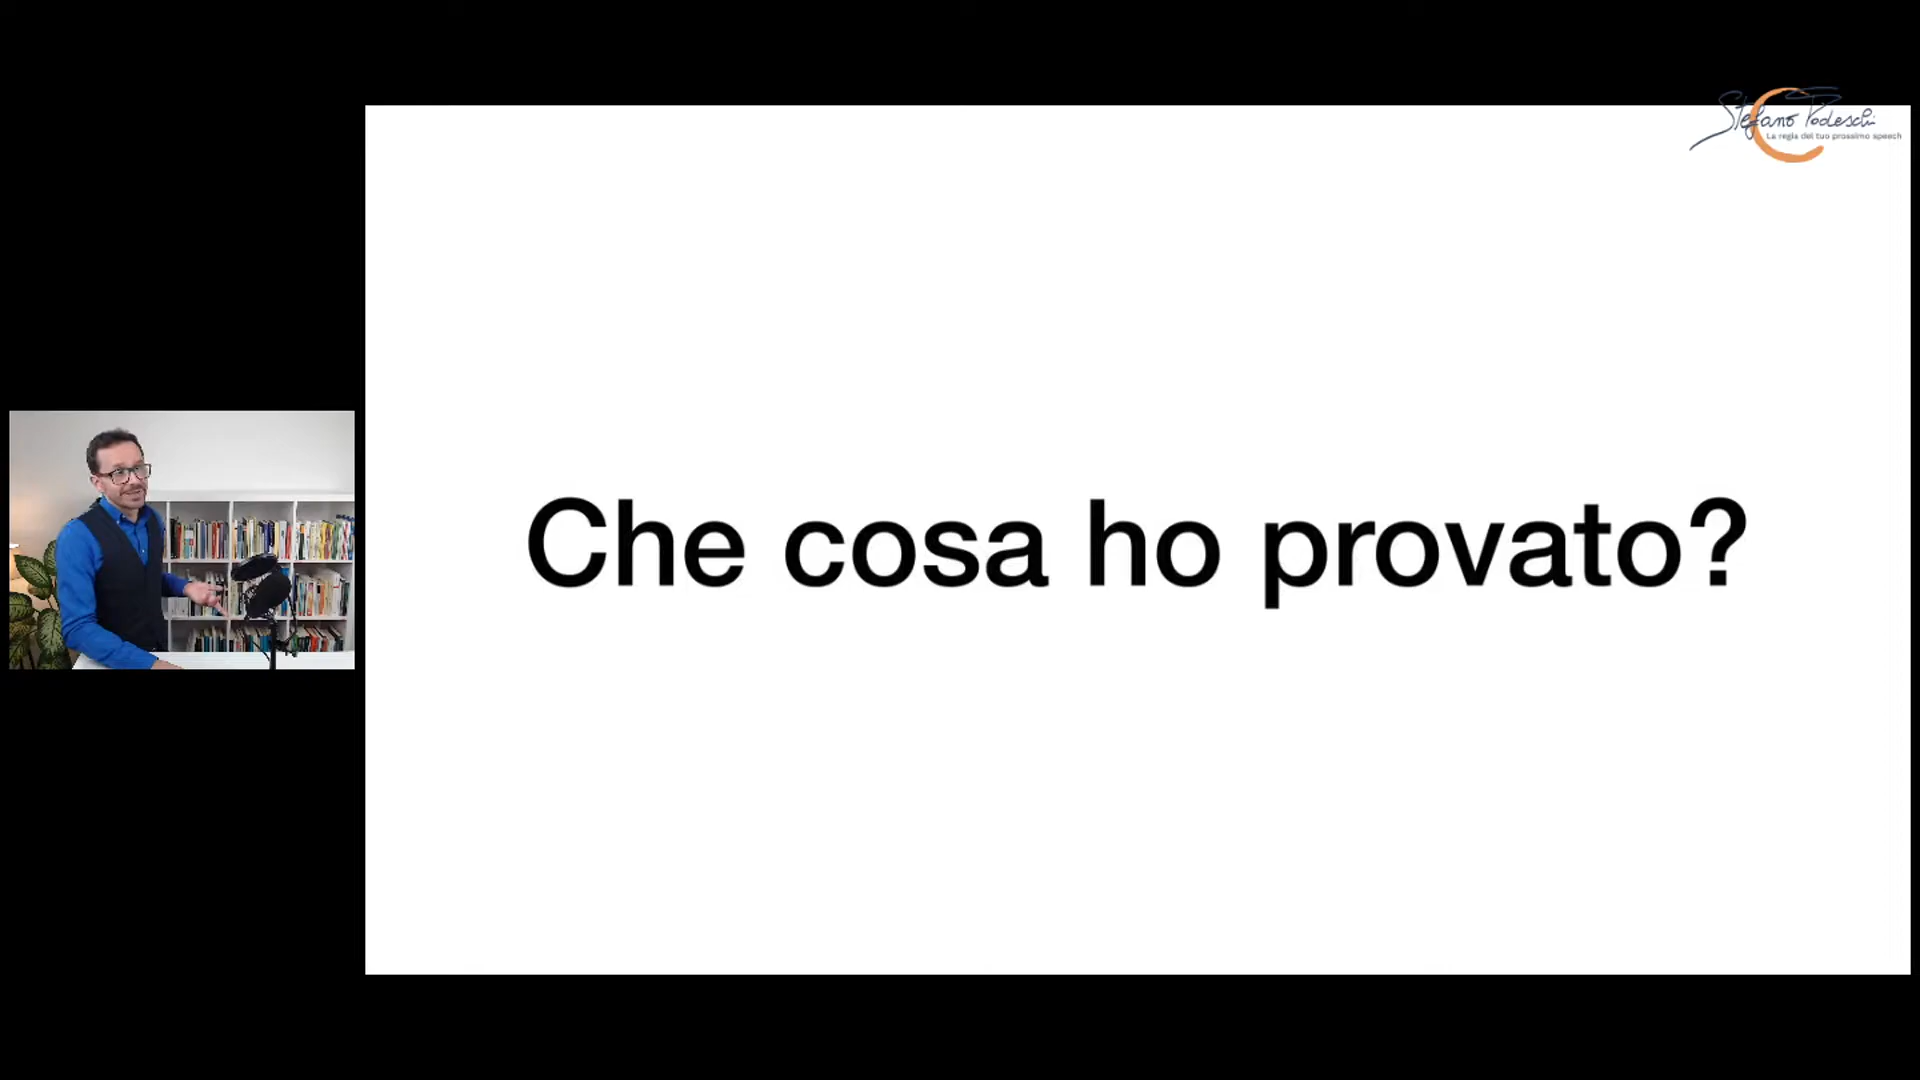 Stefano Podeschi
La regia del tuo prossimo speech
Che cosa ho provato?